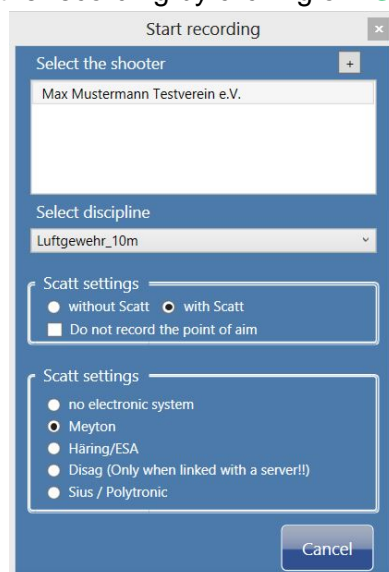 Start recording
×
Select the shooter
+
Max Mustermann Testverein e.V.
Select discipline
Luftgewehr_10m
Scatt settings
without Scatt with Scatt
Do not record the point of aim
Scatt settings
no electronic system
Meyton
Häring/ESA
Disag (Only when linked with a server!!)
Sius / Polytronic
Cancel